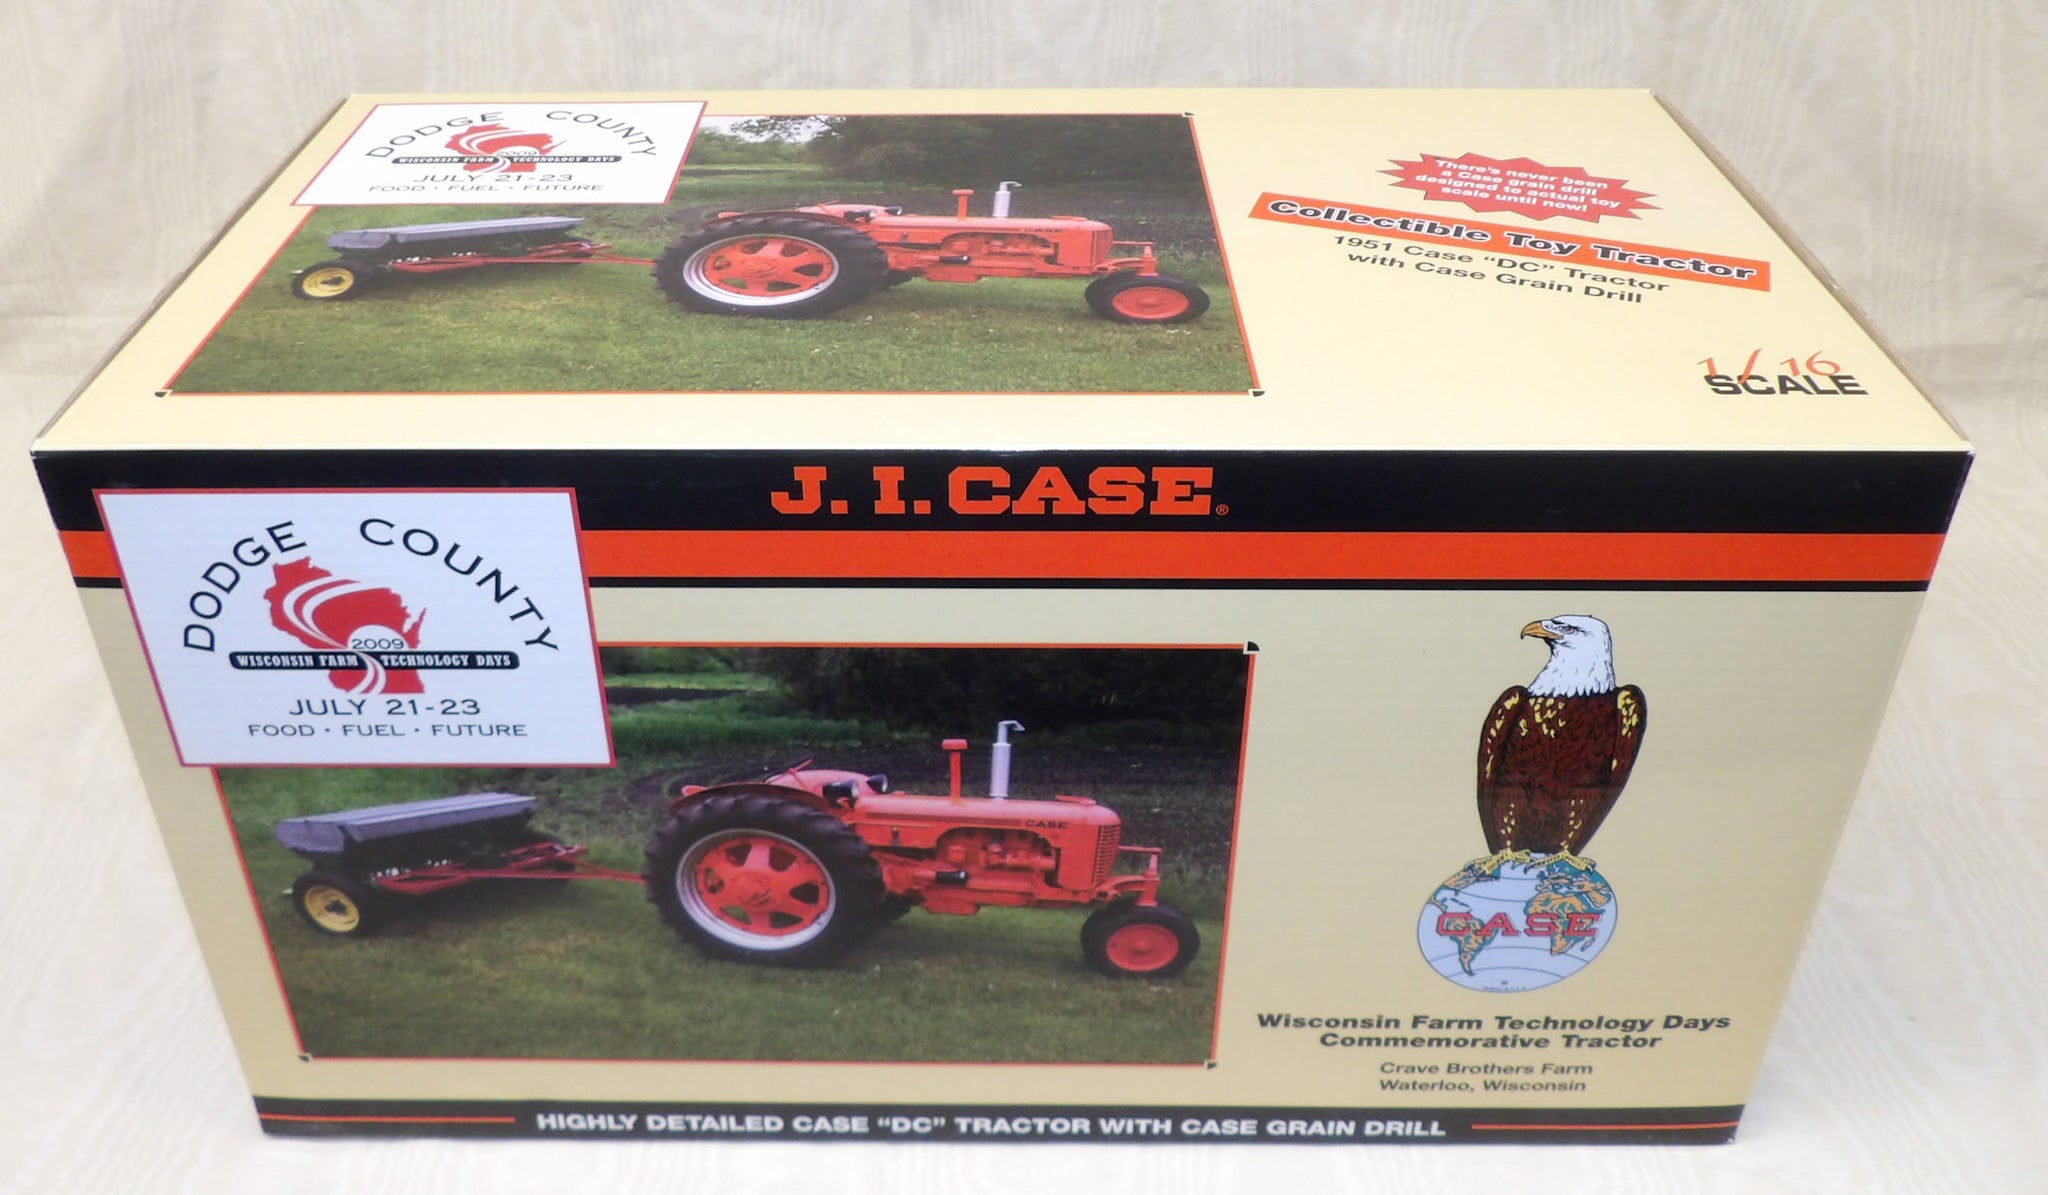 DODGE COUNTY
2009
WISCONSIN FARM TECHNOLOGY DAYS
JULY 21-23
FOOD • FUEL • FUTURE
CASE
There's never been
a Case grain drill
designed to actual toy
scale until now!
Collectible Toy Tractor
1951 Case "DC" Tractor
with Case Grain Drill
1/16
SCALE
J. I. CASE®
DODGE COUNTY
2009
WISCONSIN FARM TECHNOLOGY DAYS
JULY 21-23
FOOD • FUEL • FUTURE
CASE
CASE
Wisconsin Farm Technology Days
Commemorative Tractor
Crave Brothers Farm
Waterloo, Wisconsin
HIGHLY DETAILED CASE "DC" TRACTOR WITH CASE GRAIN DRILL